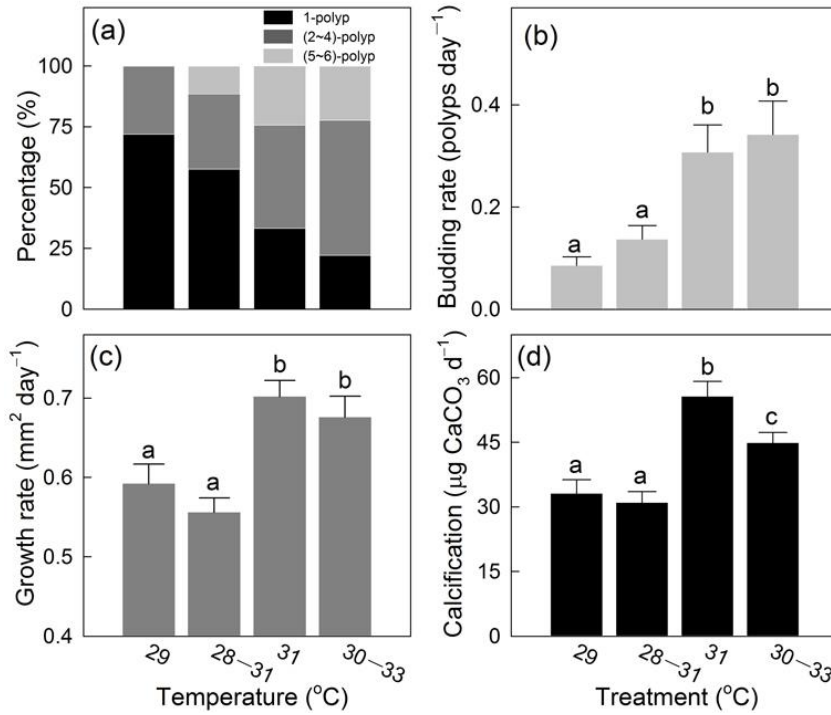 (a)
1-polyp
(2~4)-polyp
(5~6)-polyp
100
75
50
25
0
Percentage (%)
(b)
b
b
a
a
0.4
0.2
0.0
Budding rate (polyps day⁻¹)
(c)
b
b
a
a
0.7
0.6
0.5
0.4
Growth rate (mm² day⁻¹)
29
28–31
31
30–33
Temperature (°C)
(d)
b
c
a
a
60
45
30
15
0
Calcification (µg CaCO₃ d⁻¹)
29
28–31
31
30–33
Treatment (°C)